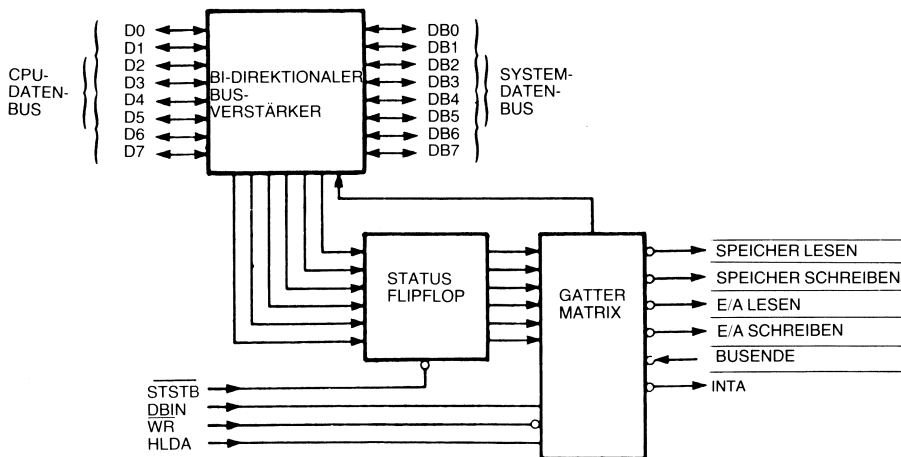 CPU-
DATEN-
BUS
D0
D1
D2
D3
D4
D5
D6
D7
BI-DIREKTIONALER
BUS-
VERSTÄRKER
DB0
DB1
DB2
DB3
DB4
DB5
DB6
DB7
SYSTEM-
DATEN-
BUS
STATUS
FLIPFLOP
GATTER
MATRIX
SPEICHER LESEN
SPEICHER SCHREIBEN
E/A LESEN
E/A SCHREIBEN
BUSENDE
INTA
STSTB
DBIN
WR
HLDA